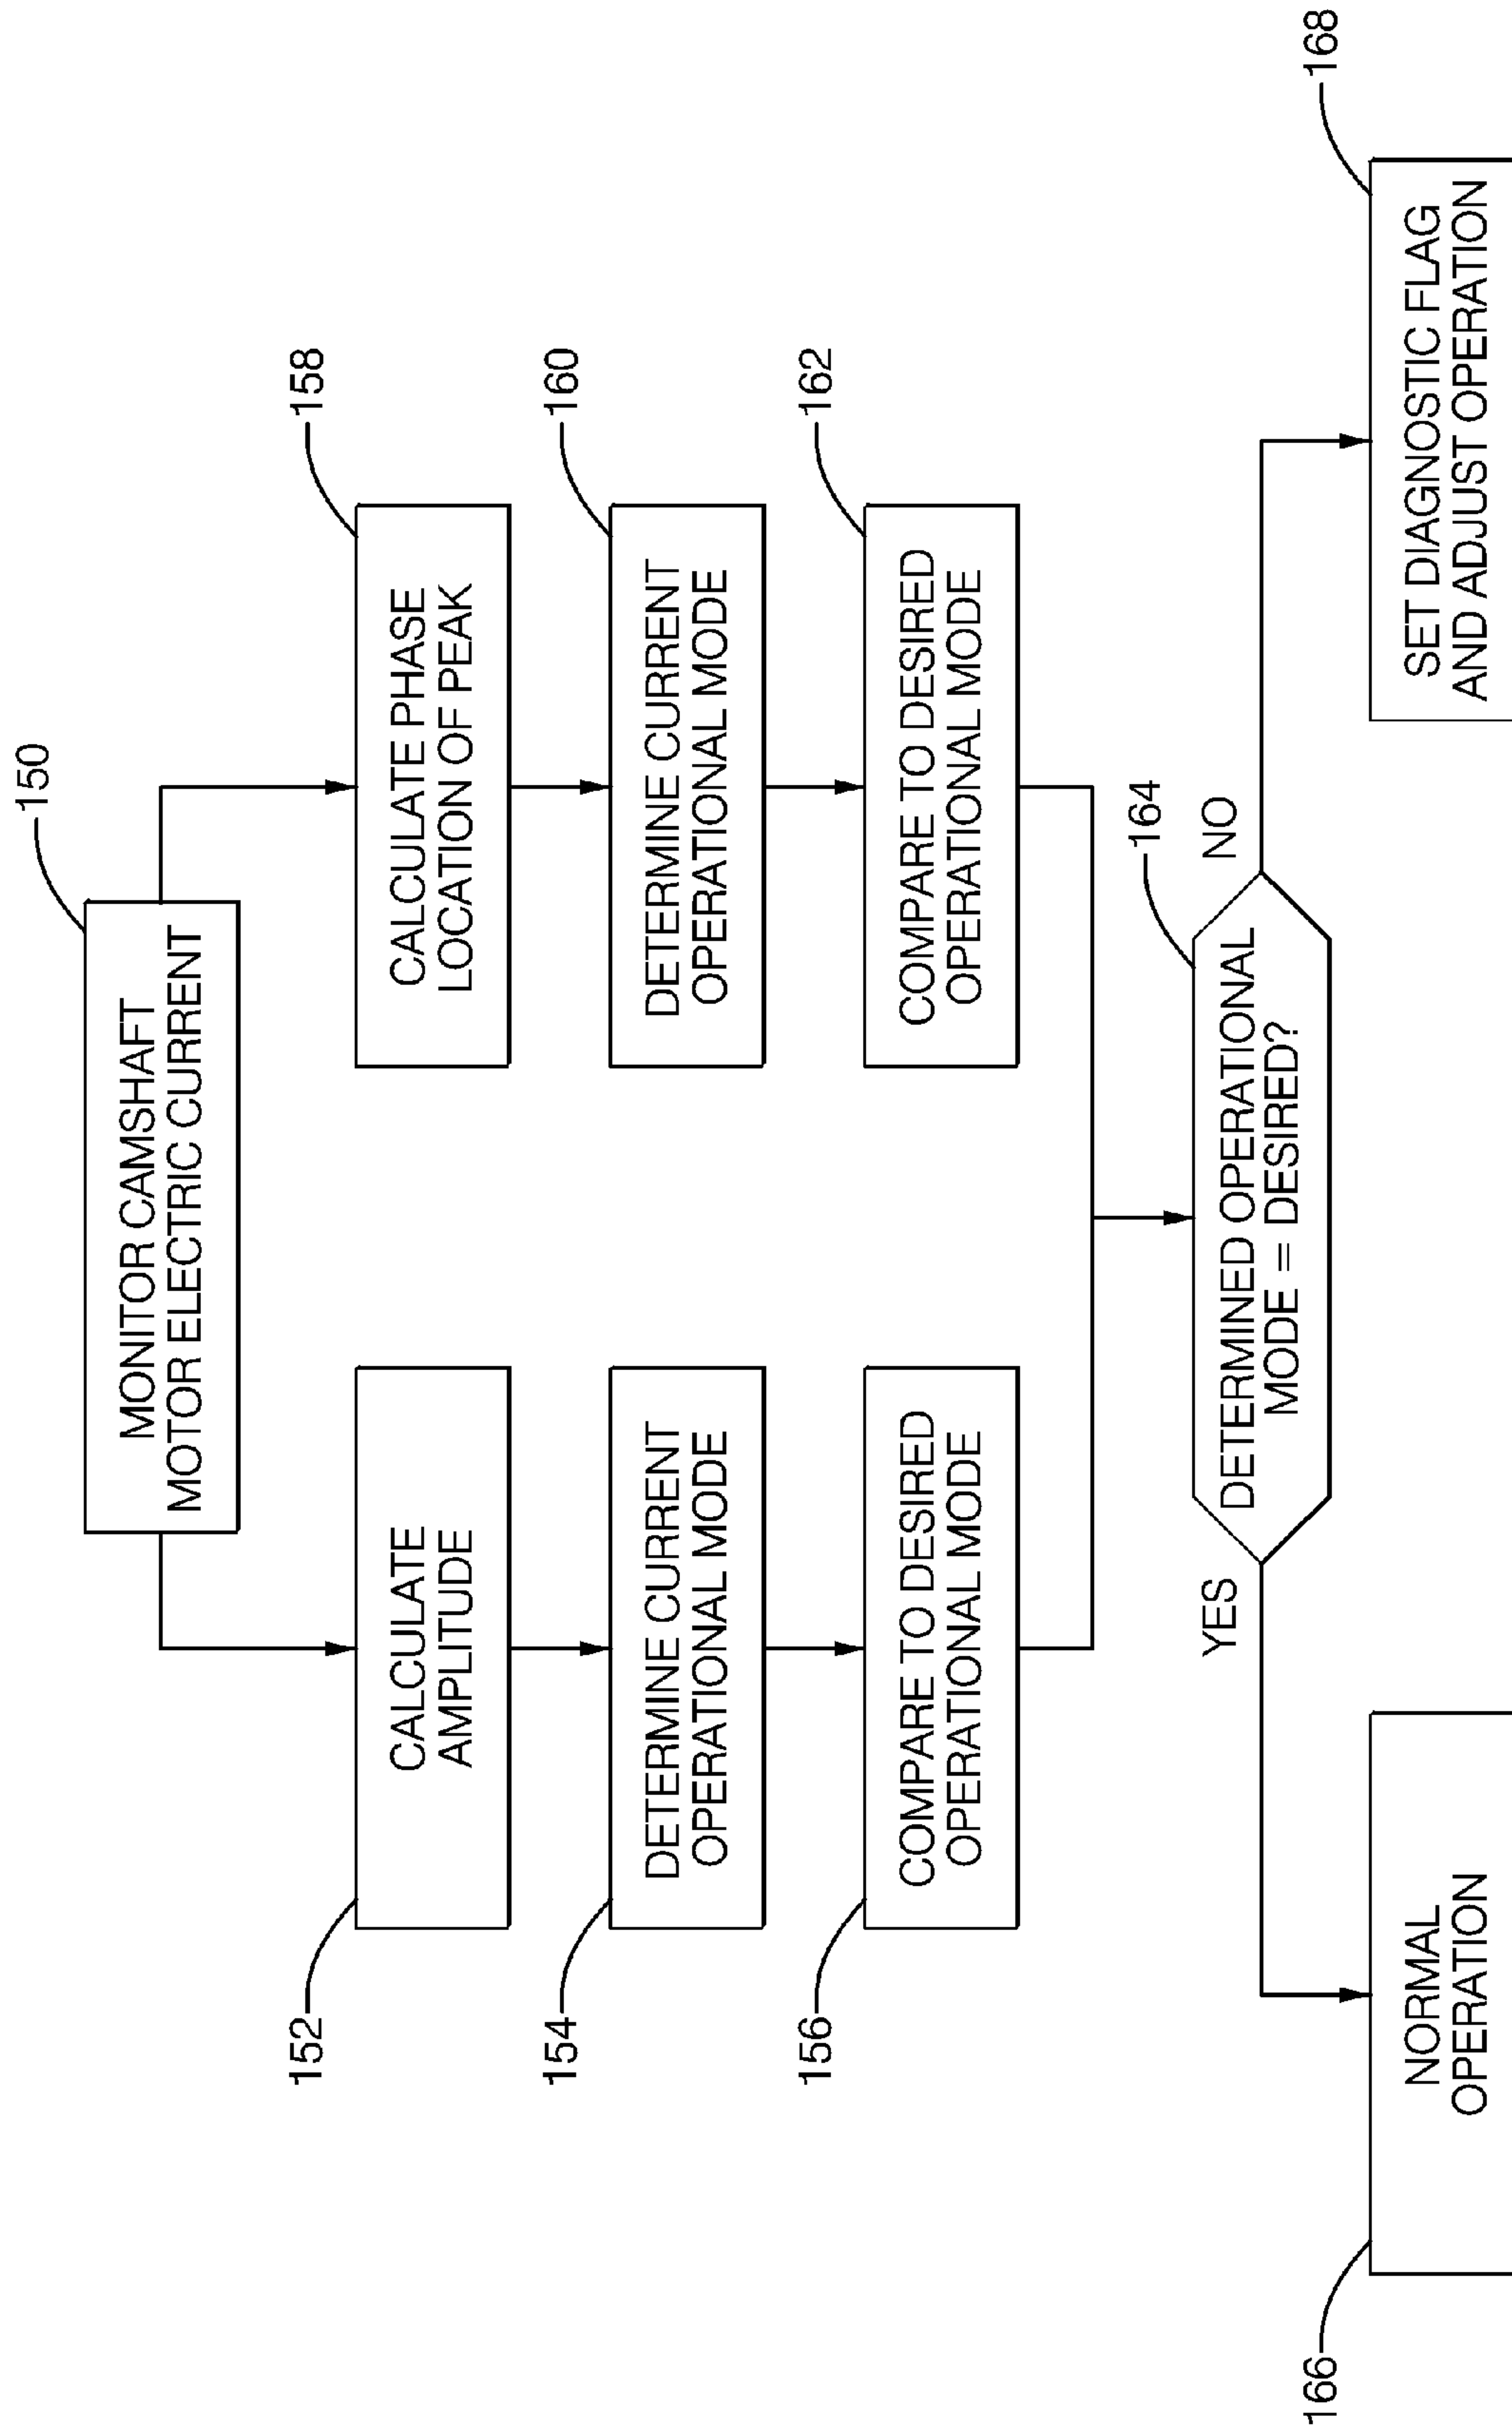 150
MONITOR CAMSHAFT
MOTOR ELECTRIC CURRENT
152
CALCULATE
AMPLITUDE
154
DETERMINE CURRENT
OPERATIONAL MODE
156
COMPARE TO DESIRED
OPERATIONAL MODE
158
CALCULATE PHASE
LOCATION OF PEAK
160
DETERMINE CURRENT
OPERATIONAL MODE
162
COMPARE TO DESIRED
OPERATIONAL MODE
164
DETERMINED OPERATIONAL
MODE = DESIRED?
YES
NO
166
NORMAL
OPERATION
168
SET DIAGNOSTIC FLAG
AND ADJUST OPERATION